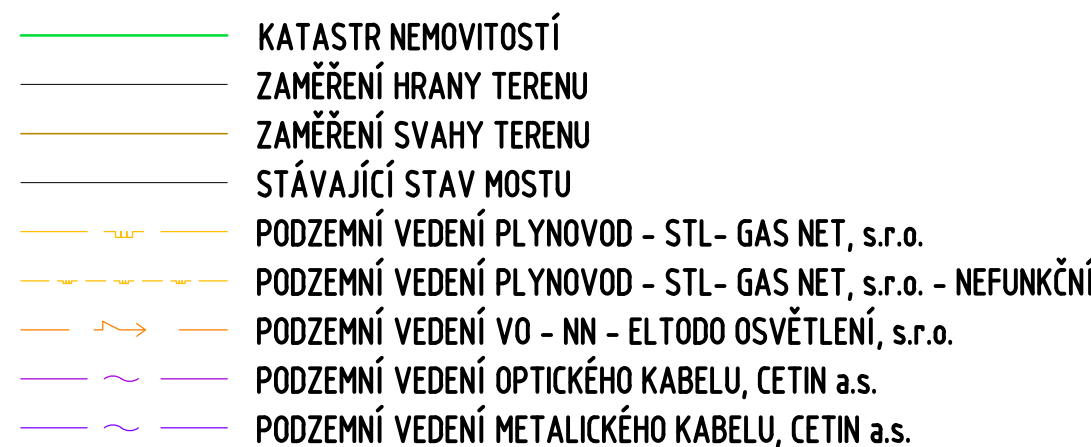 KATASTR NEMOVITOSTÍ
ZAMĚŘENÍ HRANY TERENU
ZAMĚŘENÍ SVAHY TERENU
STÁVAJÍCÍ STAV MOSTU
PODZEMNÍ VEDENÍ PLYNOVOD - STL- GAS NET, s.r.o.
PODZEMNÍ VEDENÍ PLYNOVOD - STL- GAS NET, s.r.o. - NEFUNKČNÍ
PODZEMNÍ VEDENÍ VO - NN - ELTODO OSVĚTLENÍ, s.r.o.
PODZEMNÍ VEDENÍ OPTICKÉHO KABELU, CETIN a.s.
PODZEMNÍ VEDENÍ METALICKÉHO KABELU, CETIN a.s.